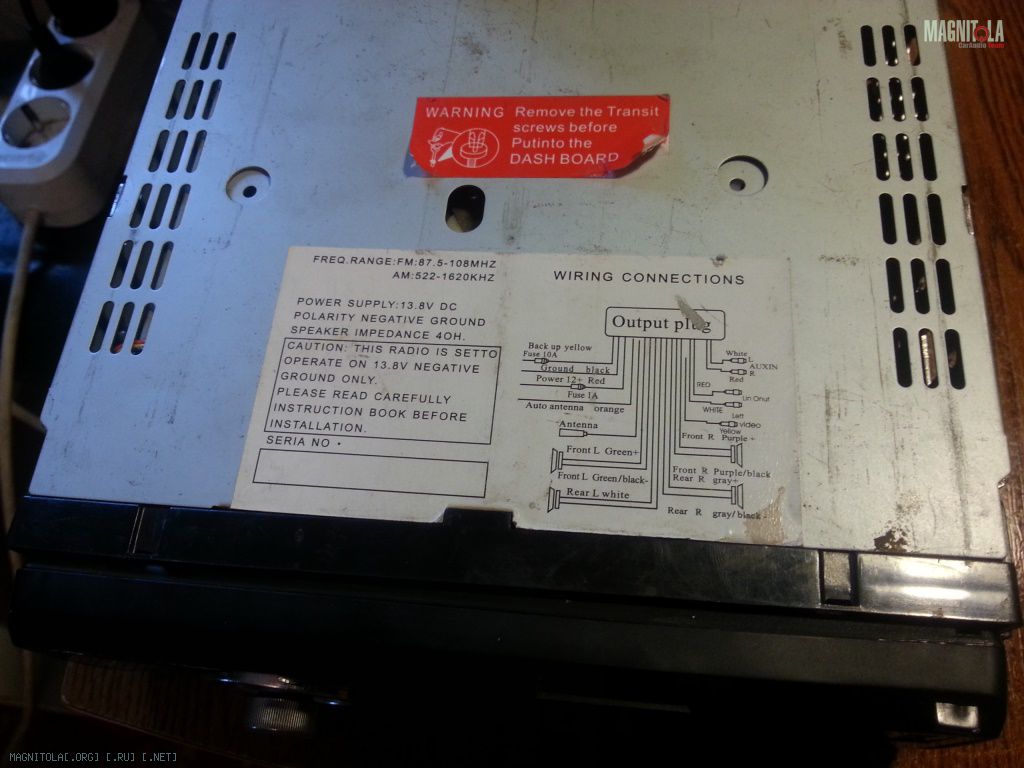 MAGNITOLA
CarAudio Team
WARNING Remove the Transit
screws before
Putinto the
DASH BOARD
FREQ.RANGE:FM:87.5-108MHZ
AM:522-1620KHZ
POWER SUPPLY:13.8V DC
POLARITY NEGATIVE GROUND
SPEAKER IMPEDANCE 4OH.
CAUTION: THIS RADIO IS SETTO
OPERATE ON 13.8V NEGATIVE
GROUND ONLY.
PLEASE READ CAREFULLY
INSTRUCTION BOOK BEFORE
INSTALLATION.
SERIA NO •
WIRING CONNECTIONS
Output plug
Back up yellow
Fuse 10A
Ground black
Power 12+ Red
Fuse 1A
Auto antenna orange
Antenna
Front L Green+
Front L Green/black-
Rear L white
White
L
AUXIN
R
Red
RED
Lin Onut
WHITE
Left
video
Yellow
Front R Purple +
Front R Purple/black
Rear R gray+
Rear R gray/black -
MAGNITOLA[.ORG] [.RU] [.NET]